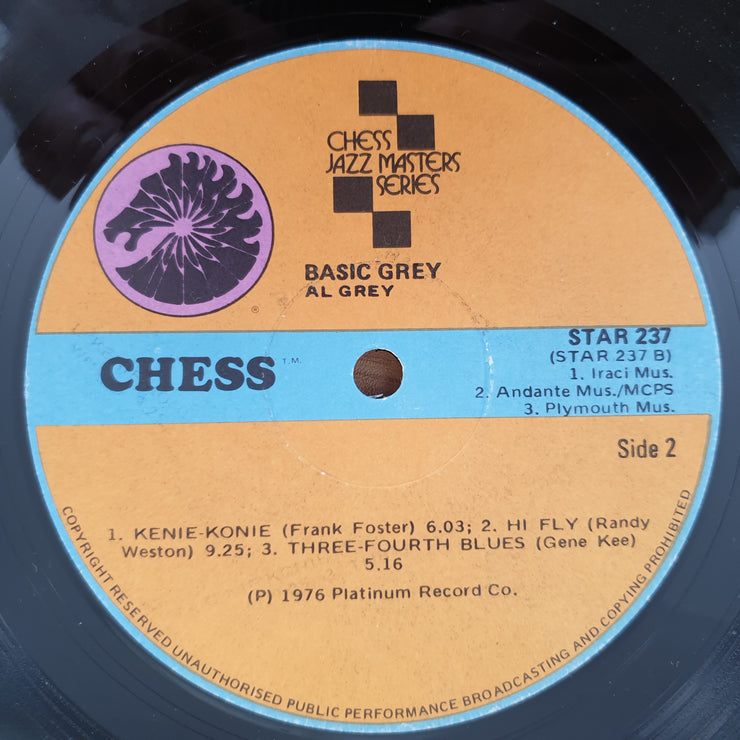 CHESS
JAZZ MASTERS
SERIES
BASIC GREY
AL GREY
®
CHESS T.M.
STAR 237
(STAR 237 B)
1. Iraci Mus.
2. Andante Mus./MCPS
3. Plymouth Mus.
Side 2
1. KENIE-KONIE (Frank Foster) 6.03; 2. HI FLY (Randy
Weston) 9.25; 3. THREE-FOURTH BLUES (Gene Kee)
5.16
(P) 1976 Platinum Record Co.
COPYRIGHT RESERVED UNAUTHORISED PUBLIC PERFORMANCE BROADCASTING AND COPYING PROHIBITED